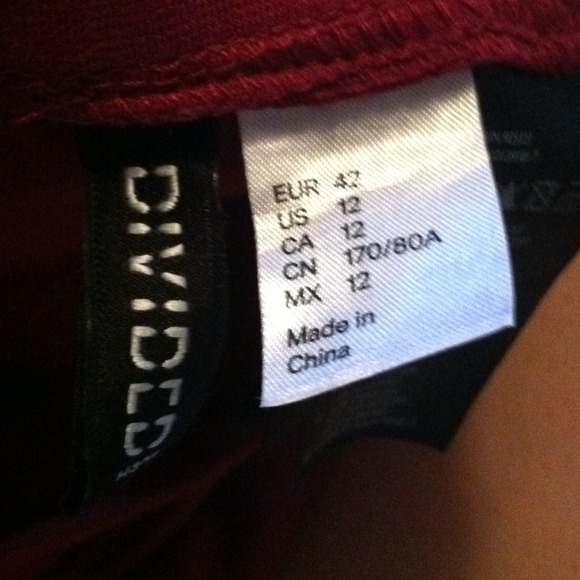 DIVIDED
EUR 42
US 12
CA 12
CN 170/80A
MX 12
Made in
China